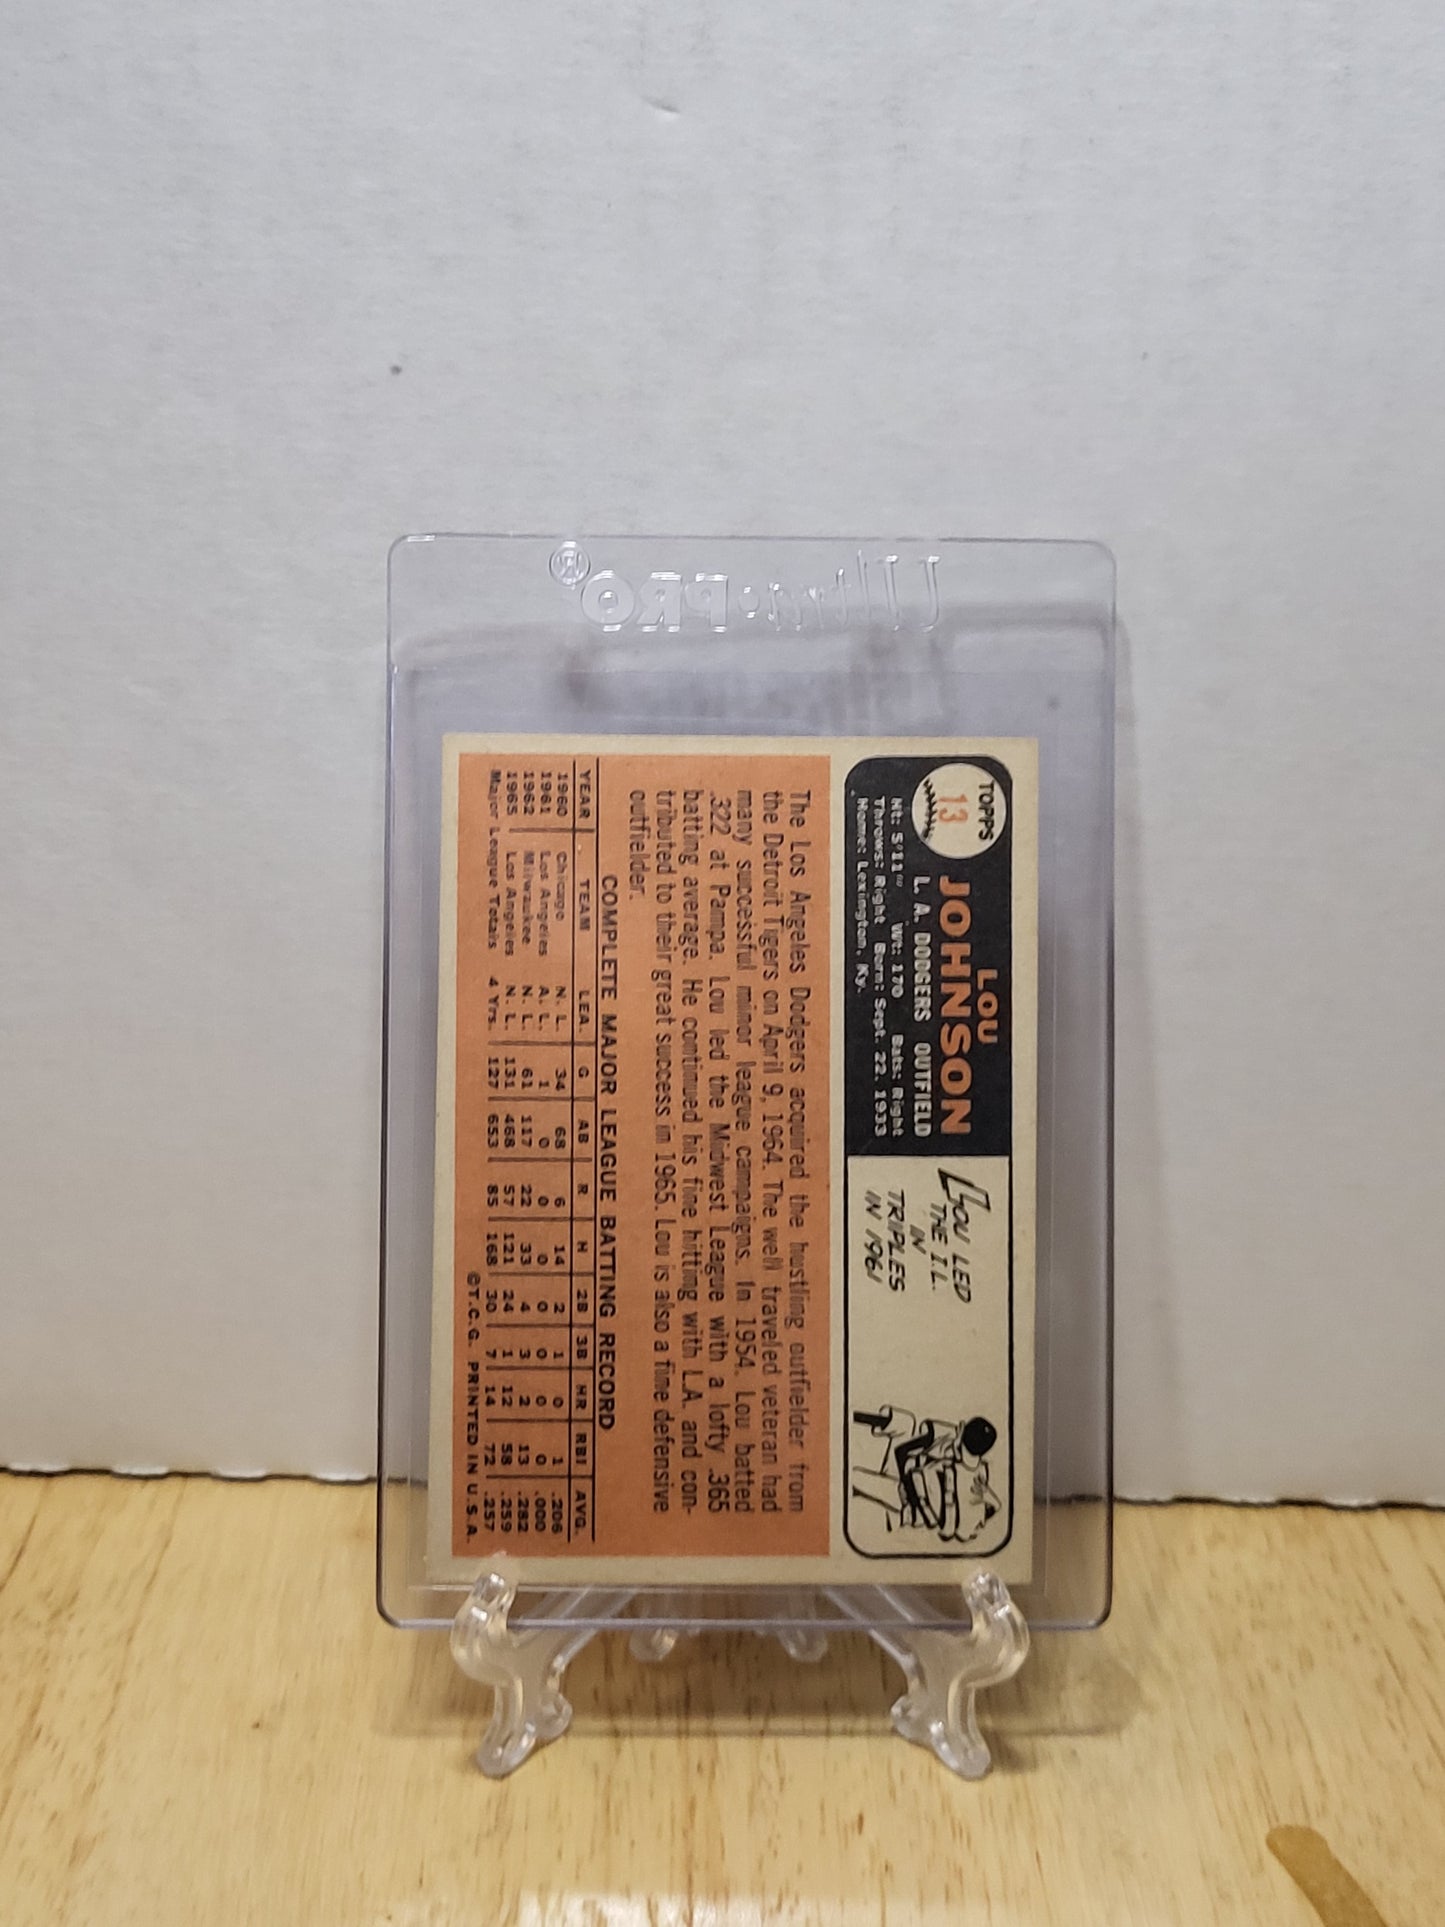 Ultra•PRO®
TOPPS
13
LOU
JOHNSON
L. A. DODGERS OUTFIELD
Ht: 5'11" Wt: 170 Bats: Right
Throws: Right Born: Sept. 22, 1933
Home: Lexington, Ky.
LOU LED
THE I.L.
IN
TRIPLES
IN 1961
The Los Angeles Dodgers acquired the hustling outfielder from
the Detroit Tigers on April 9, 1964. The well traveled veteran had
many successful minor league campaigns. In 1954, Lou batted
.322 at Pampa. Lou led the Midwest League with a lofty .365
batting average. He continued his fine hitting with L.A. and con-
tributed to their great success in 1965. Lou is also a fine defensive
outfielder.
COMPLETE MAJOR LEAGUE BATTING RECORD
YEAR TEAM LEA. G AB R H 2B 3B HR RBI AVG.
1960 Chicago N. L. 34 68 6 14 2 1 0 1 .206
1961 Los Angeles A. L. 1 0 0 0 0 0 0 0 .000
1962 Milwaukee N. L. 61 117 22 33 4 3 2 13 .282
1965 Los Angeles N. L. 131 468 57 121 24 1 12 58 .259
Major League Totals 4 Yrs. 127 653 85 168 30 7 14 72 .257
©T.C.G. PRINTED IN U.S.A.